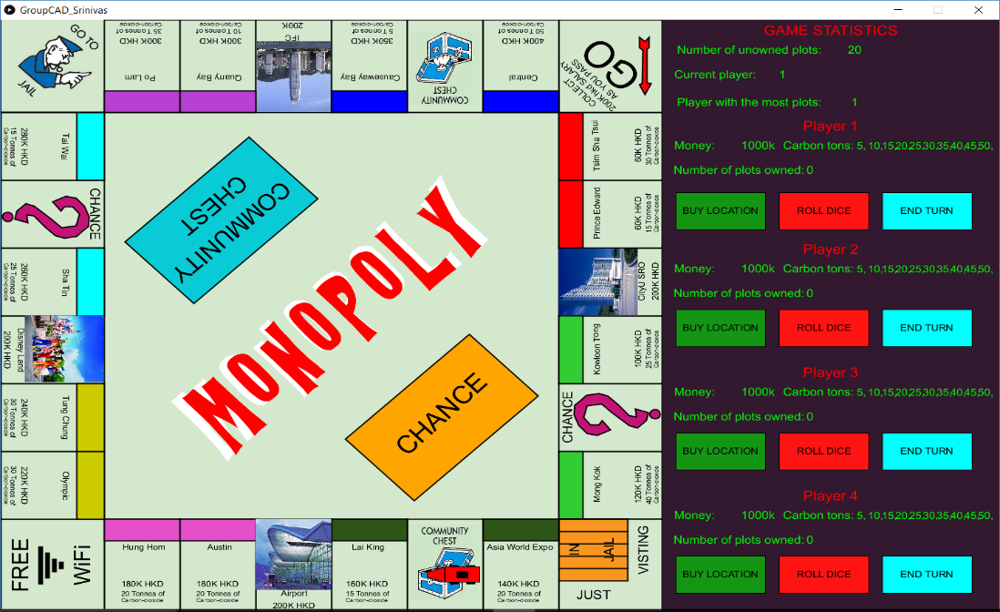 GroupCAD_Srinivas
GO TO
JAIL
Po Lam
300K HKD
35 Tonnes of
Carbon-dioxide
Quarry Bay
300K HKD
10 Tonnes of
Carbon-dioxide
IFC
200K
Causeway Bay
350K HKD
5 Tonnes of
Carbon-dioxide
COMMUNITY
CHEST
Central
400K HKD
50 Tonnes of
Carbon-dioxide
GO
COLLECT
200K hkd SALARY
AS YOU PASS
Tai Wai
280K HKD
15 Tonnes of
Carbon-dioxide
CHANCE
Sha Tin
260K HKD
25 Tonnes of
Carbon-dioxide
Disney Land
200K HKD
Tung Chung
240K HKD
30 Tonnes of
Carbon-dioxide
Olympic
220K HKD
30 Tonnes of
Carbon-dioxide
COMMUNITY
CHEST
MONOPOLY
CHANCE
Tsim Sha Tsui
60K HKD
30 Tonnes of
Carbon-dioxide
Prince Edward
60K HKD
15 Tonnes of
Carbon-dioxide
CityU SRO
200K HKD
Kowloon Tong
100K HKD
25 Tonnes of
Carbon-dioxide
CHANCE
Mong Kok
120K HKD
40 Tonnes of
Carbon-dioxide
FREE
WiFi
Hung Hom
180K HKD
20 Tonnes of
Carbon-dioxide
Austin
180K HKD
20 Tonnes of
Carbon-dioxide
Airport
200K HKD
Lai King
160K HKD
15 Tonnes of
Carbon-dioxide
COMMUNITY
CHEST
Asia World Expo
140K HKD
20 Tonnes of
Carbon-dioxide
IN
JAIL
JUST
VISTING
GAME STATISTICS
Number of unowned plots: 20
Current player: 1
Player with the most plots: 1
Player 1
Money: 1000k Carbon tons: 5, 10,15,20,25,30,35,40,45,50,
Number of plots owned: 0
BUY LOCATION ROLL DICE END TURN
Player 2
Money: 1000k Carbon tons: 5, 10,15,20,25,30,35,40,45,50,
Number of plots owned: 0
BUY LOCATION ROLL DICE END TURN
Player 3
Money: 1000k Carbon tons: 5, 10,15,20,25,30,35,40,45,50,
Number of plots owned: 0
BUY LOCATION ROLL DICE END TURN
Player 4
Money: 1000k Carbon tons: 5, 10,15,20,25,30,35,40,45,50,
Number of plots owned: 0
BUY LOCATION ROLL DICE END TURN